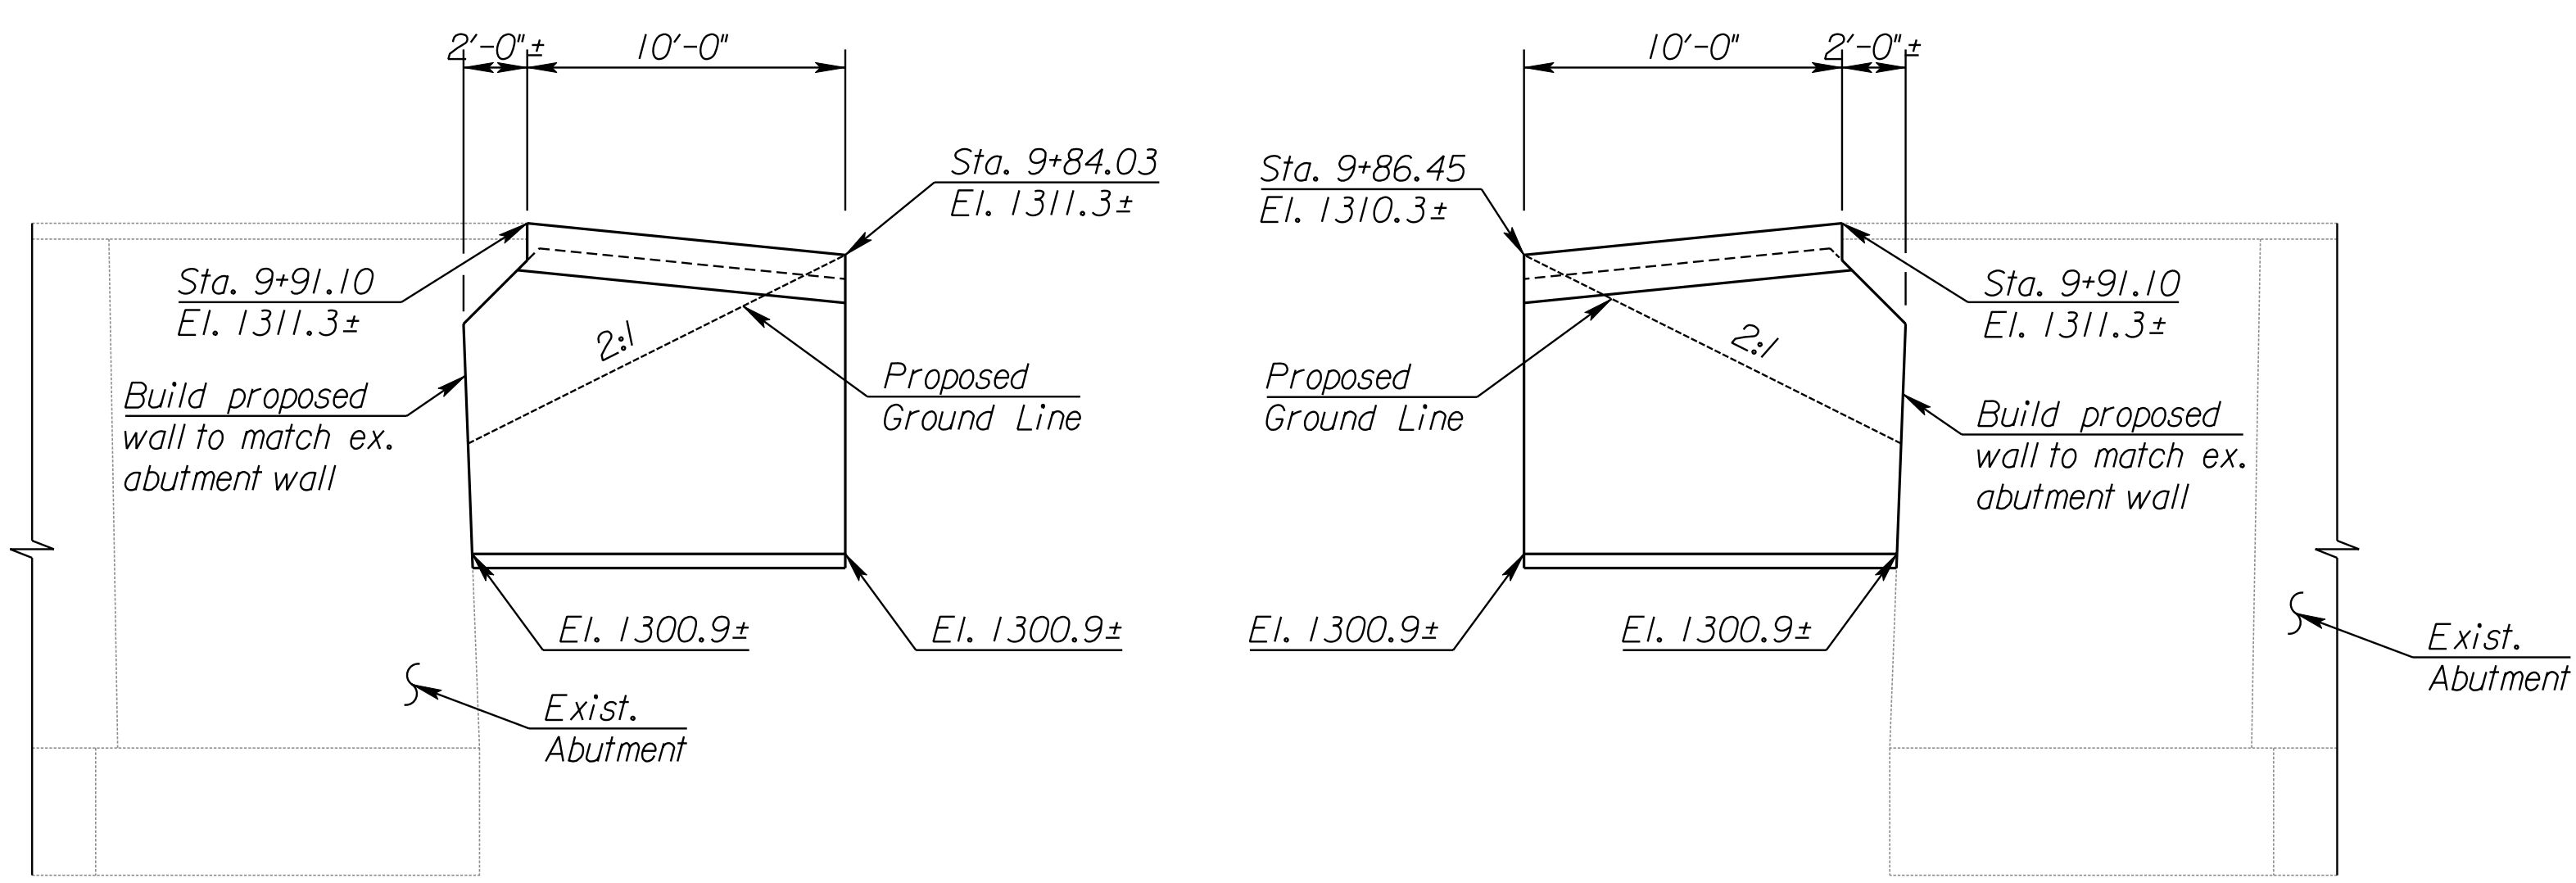 2'-0"±
10'-0"
10'-0"
2'-0"±
Sta. 9+84.03
El. 1311.3±
Sta. 9+86.45
El. 1310.3±
Sta. 9+91.10
El. 1311.3±
Sta. 9+91.10
El. 1311.3±
2:1
2:1
Proposed
Ground Line
Proposed
Ground Line
Build proposed
wall to match ex.
abutment wall
Build proposed
wall to match ex.
abutment wall
El. 1300.9±
El. 1300.9±
El. 1300.9±
El. 1300.9±
Exist.
Abutment
Exist.
Abutment